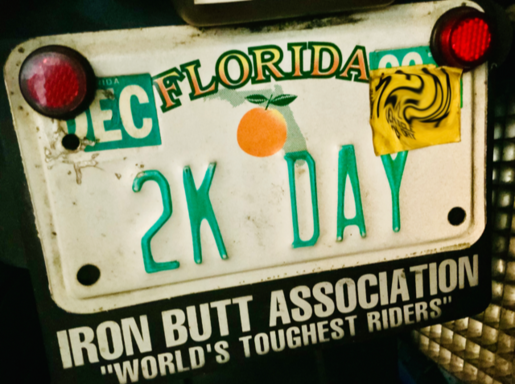 FLORIDA
DEC
2K DAY
IRON BUTT ASSOCIATION
"WORLD'S TOUGHEST RIDERS"